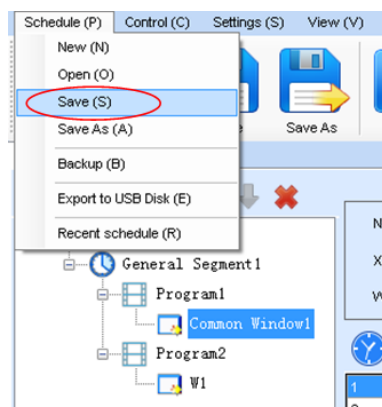 Schedule (P) Control (C) Settings (S) View (V)
New (N)
Open (O)
Save (S)
Save As (A)
Save As
Backup (B)
Export to USB Disk (E)
Recent schedule (R)
N
General Segment1
X
Program1
W
Common Window1
Program2
W1
1